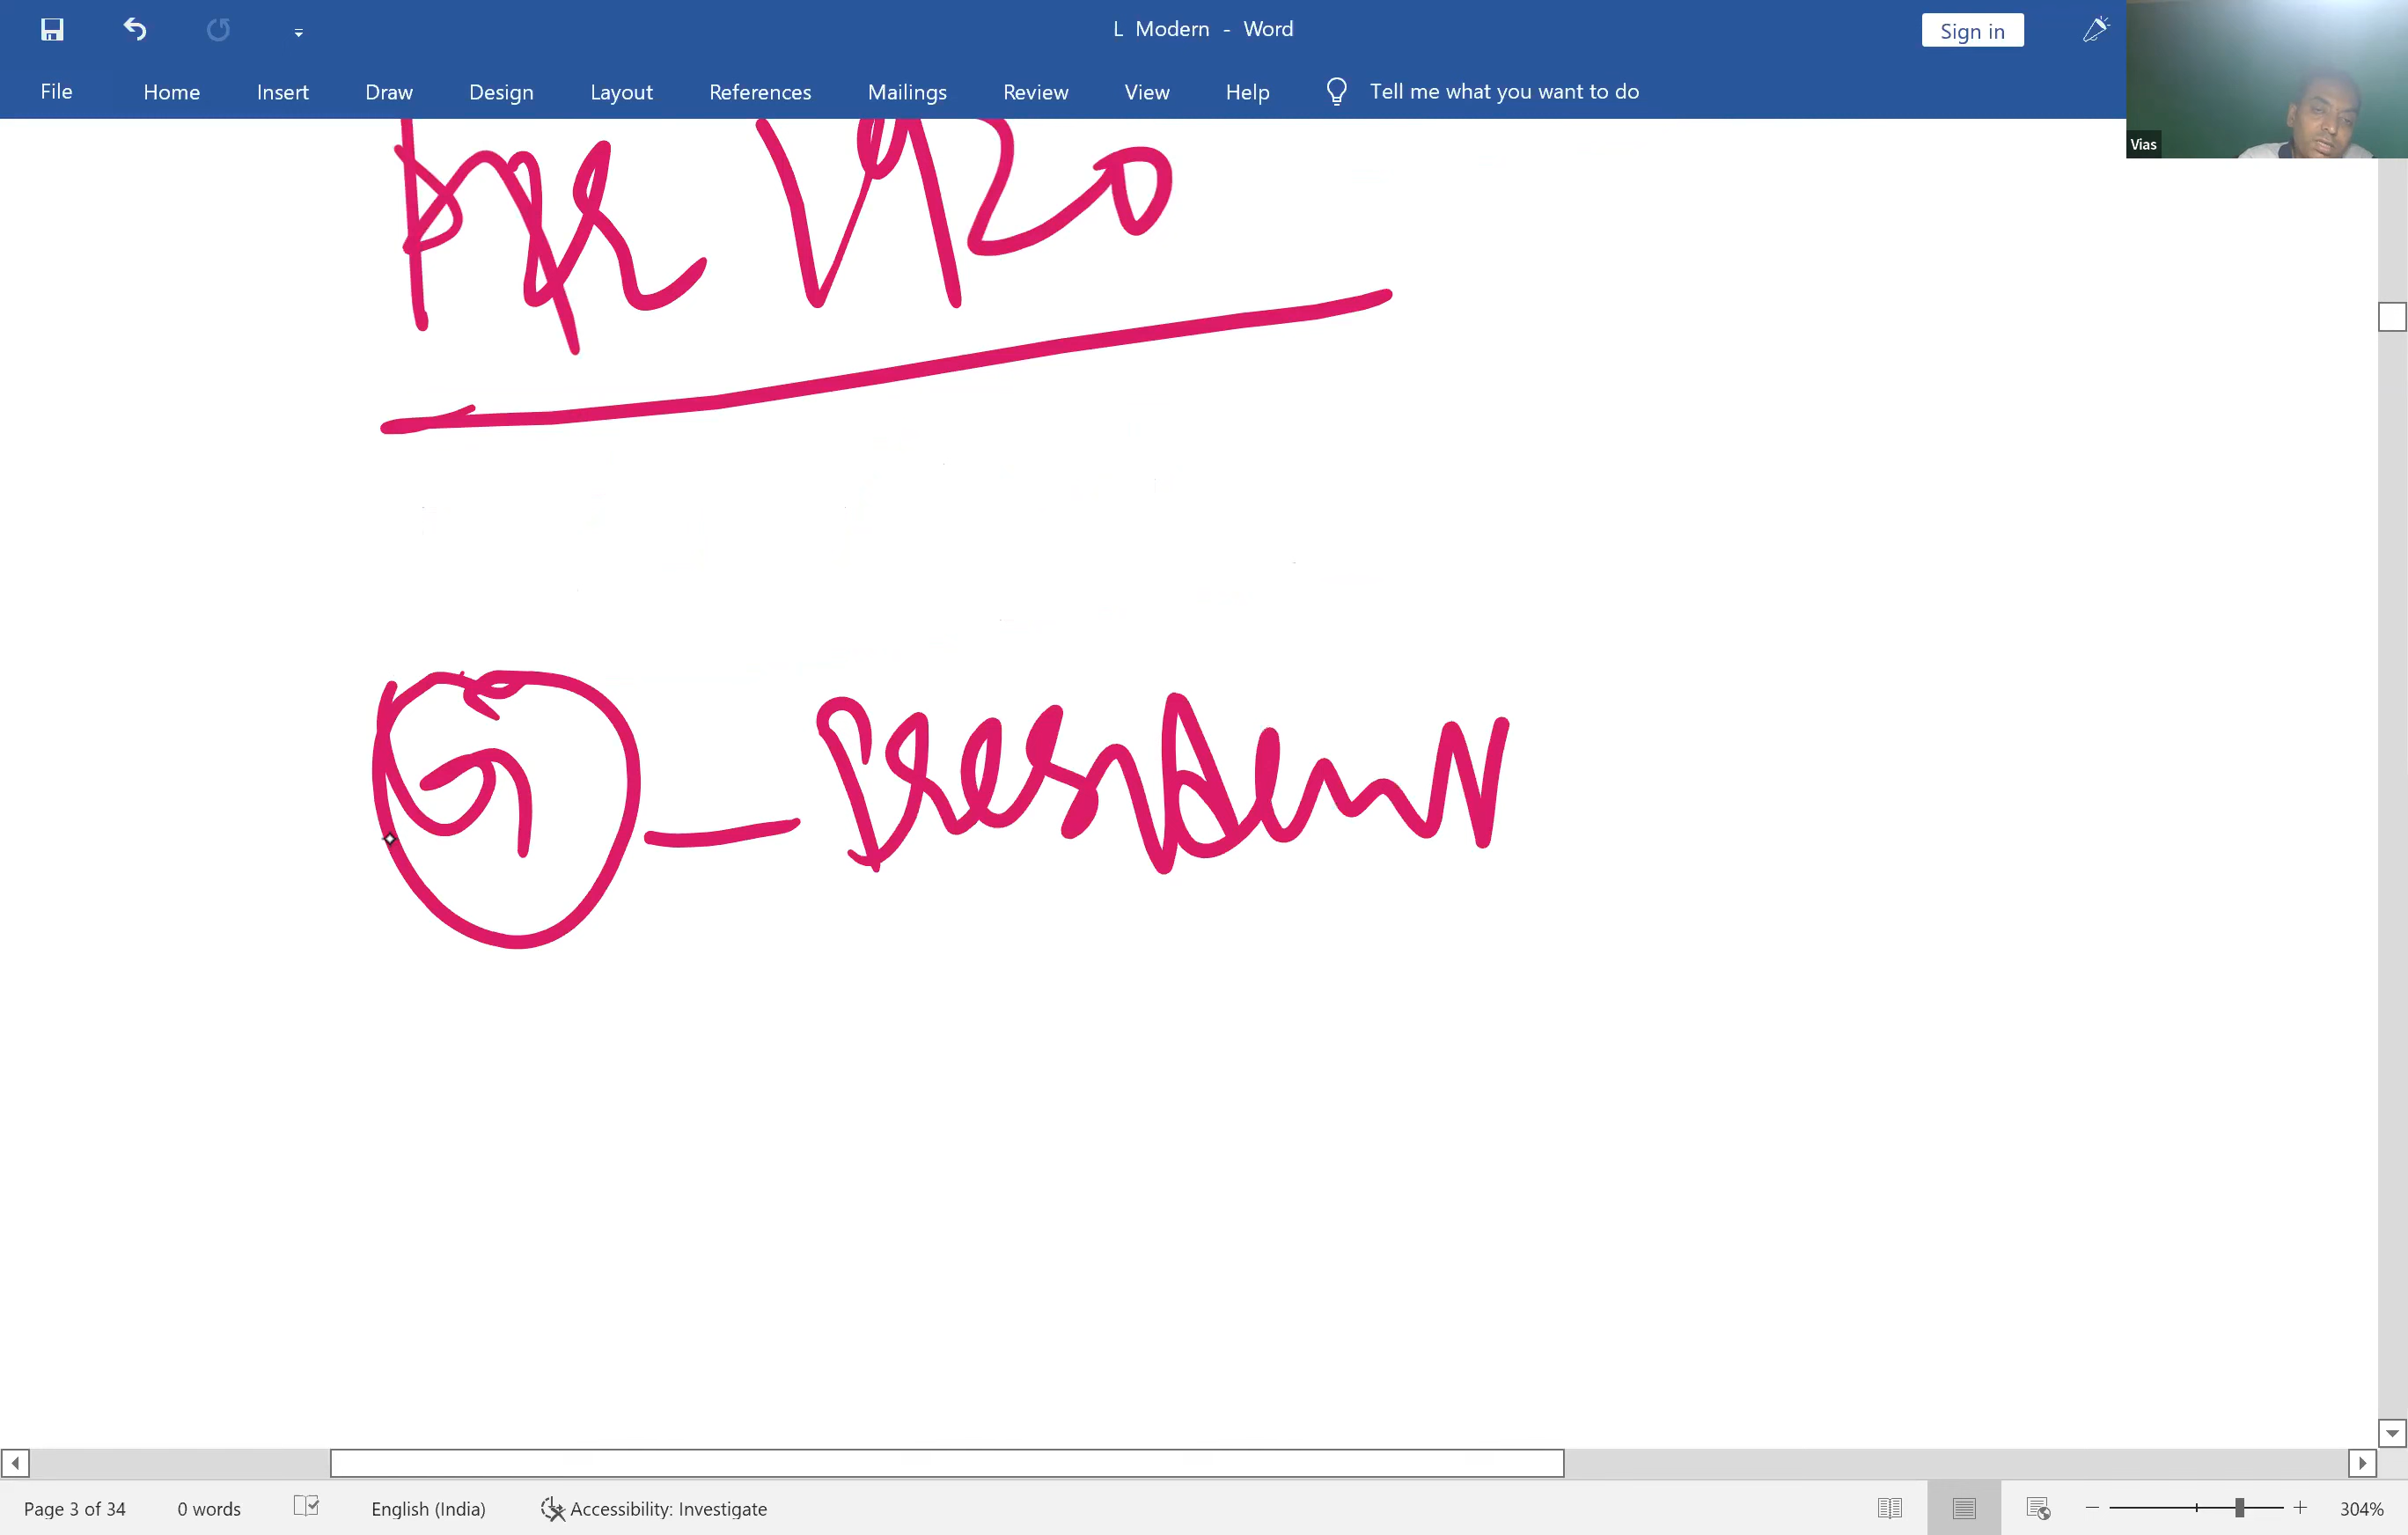 L Modern - Word
Sign in
File Home Insert Draw Design Layout References Mailings Review View Help Tell me what you want to do
Vias
G — President
Page 3 of 34 0 words English (India) Accessibility: Investigate 304%